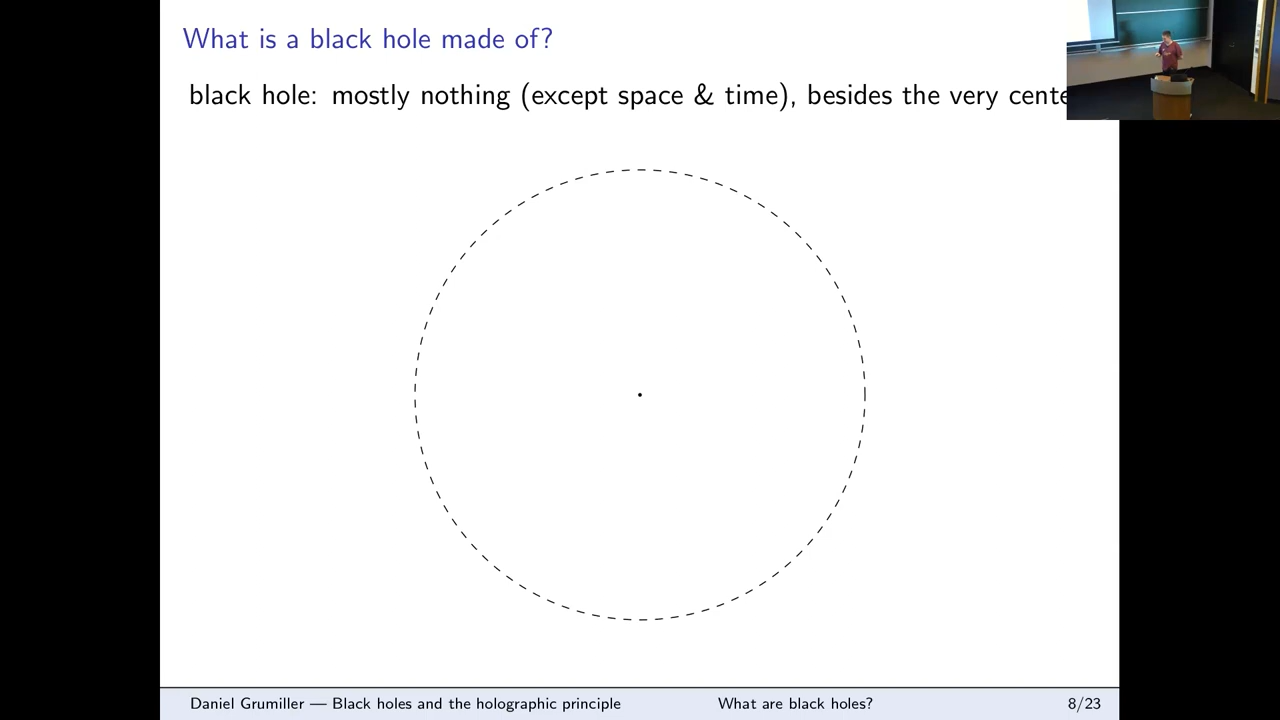 What is a black hole made of?
black hole: mostly nothing (except space & time), besides the very
Daniel Grumiller — Black holes and the holographic principle What are black holes? 8/23